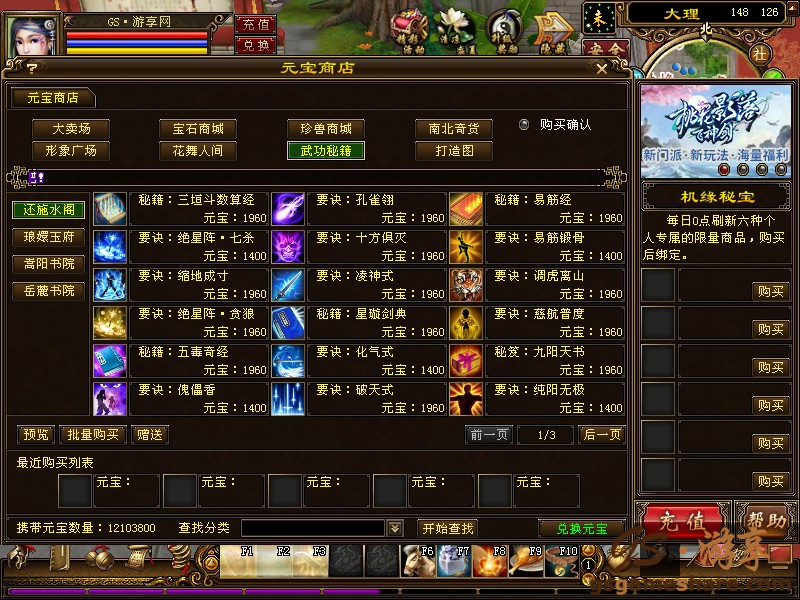 GS·游享网
充值
兑换
未
安全
大理 148 126
北
社
元宝商店
元宝商店
大卖场 宝石商城 珍兽商城 南北奇货 购买确认
形象广场 花舞人间 武功秘籍 打造图
新门派·新玩法·海量福利
机缘秘宝
每日0点刷新六种个
人专属的限量商品，购买
后绑定。
还施水阁
琅嬛玉府
嵩阳书院
岳麓书院
秘籍：三垣斗数算经
元宝：1960
要诀：孔雀翎
元宝：1960
秘籍：易筋经
元宝：1960
要诀：绝星阵·七杀
元宝：1400
要诀：十方俱灭
元宝：1960
要诀：易筋锻骨
元宝：1400
要诀：缩地成寸
元宝：1960
要诀：凌神式
元宝：1960
要诀：调虎离山
元宝：1960
要诀：绝星阵·贪狼
元宝：1960
秘籍：星璇剑典
元宝：1960
要诀：慈航普度
元宝：1960
秘籍：五毒奇经
元宝：1960
要诀：化气式
元宝：1400
秘笈：九阳天书
元宝：1960
要诀：傀儡香
元宝：1400
要诀：破天式
元宝：1960
要诀：纯阳无极
元宝：1400
购买
购买
购买
购买
购买
购买
预览 批量购买 赠送 前一页 1/3 后一页
最近购买列表
元宝： 元宝： 元宝： 元宝： 元宝：
携带元宝数量：12103800 查找分类 开始查找 兑换元宝
充值 帮助
F1 F2 F3 F6 F7 F8 F9 F10 1